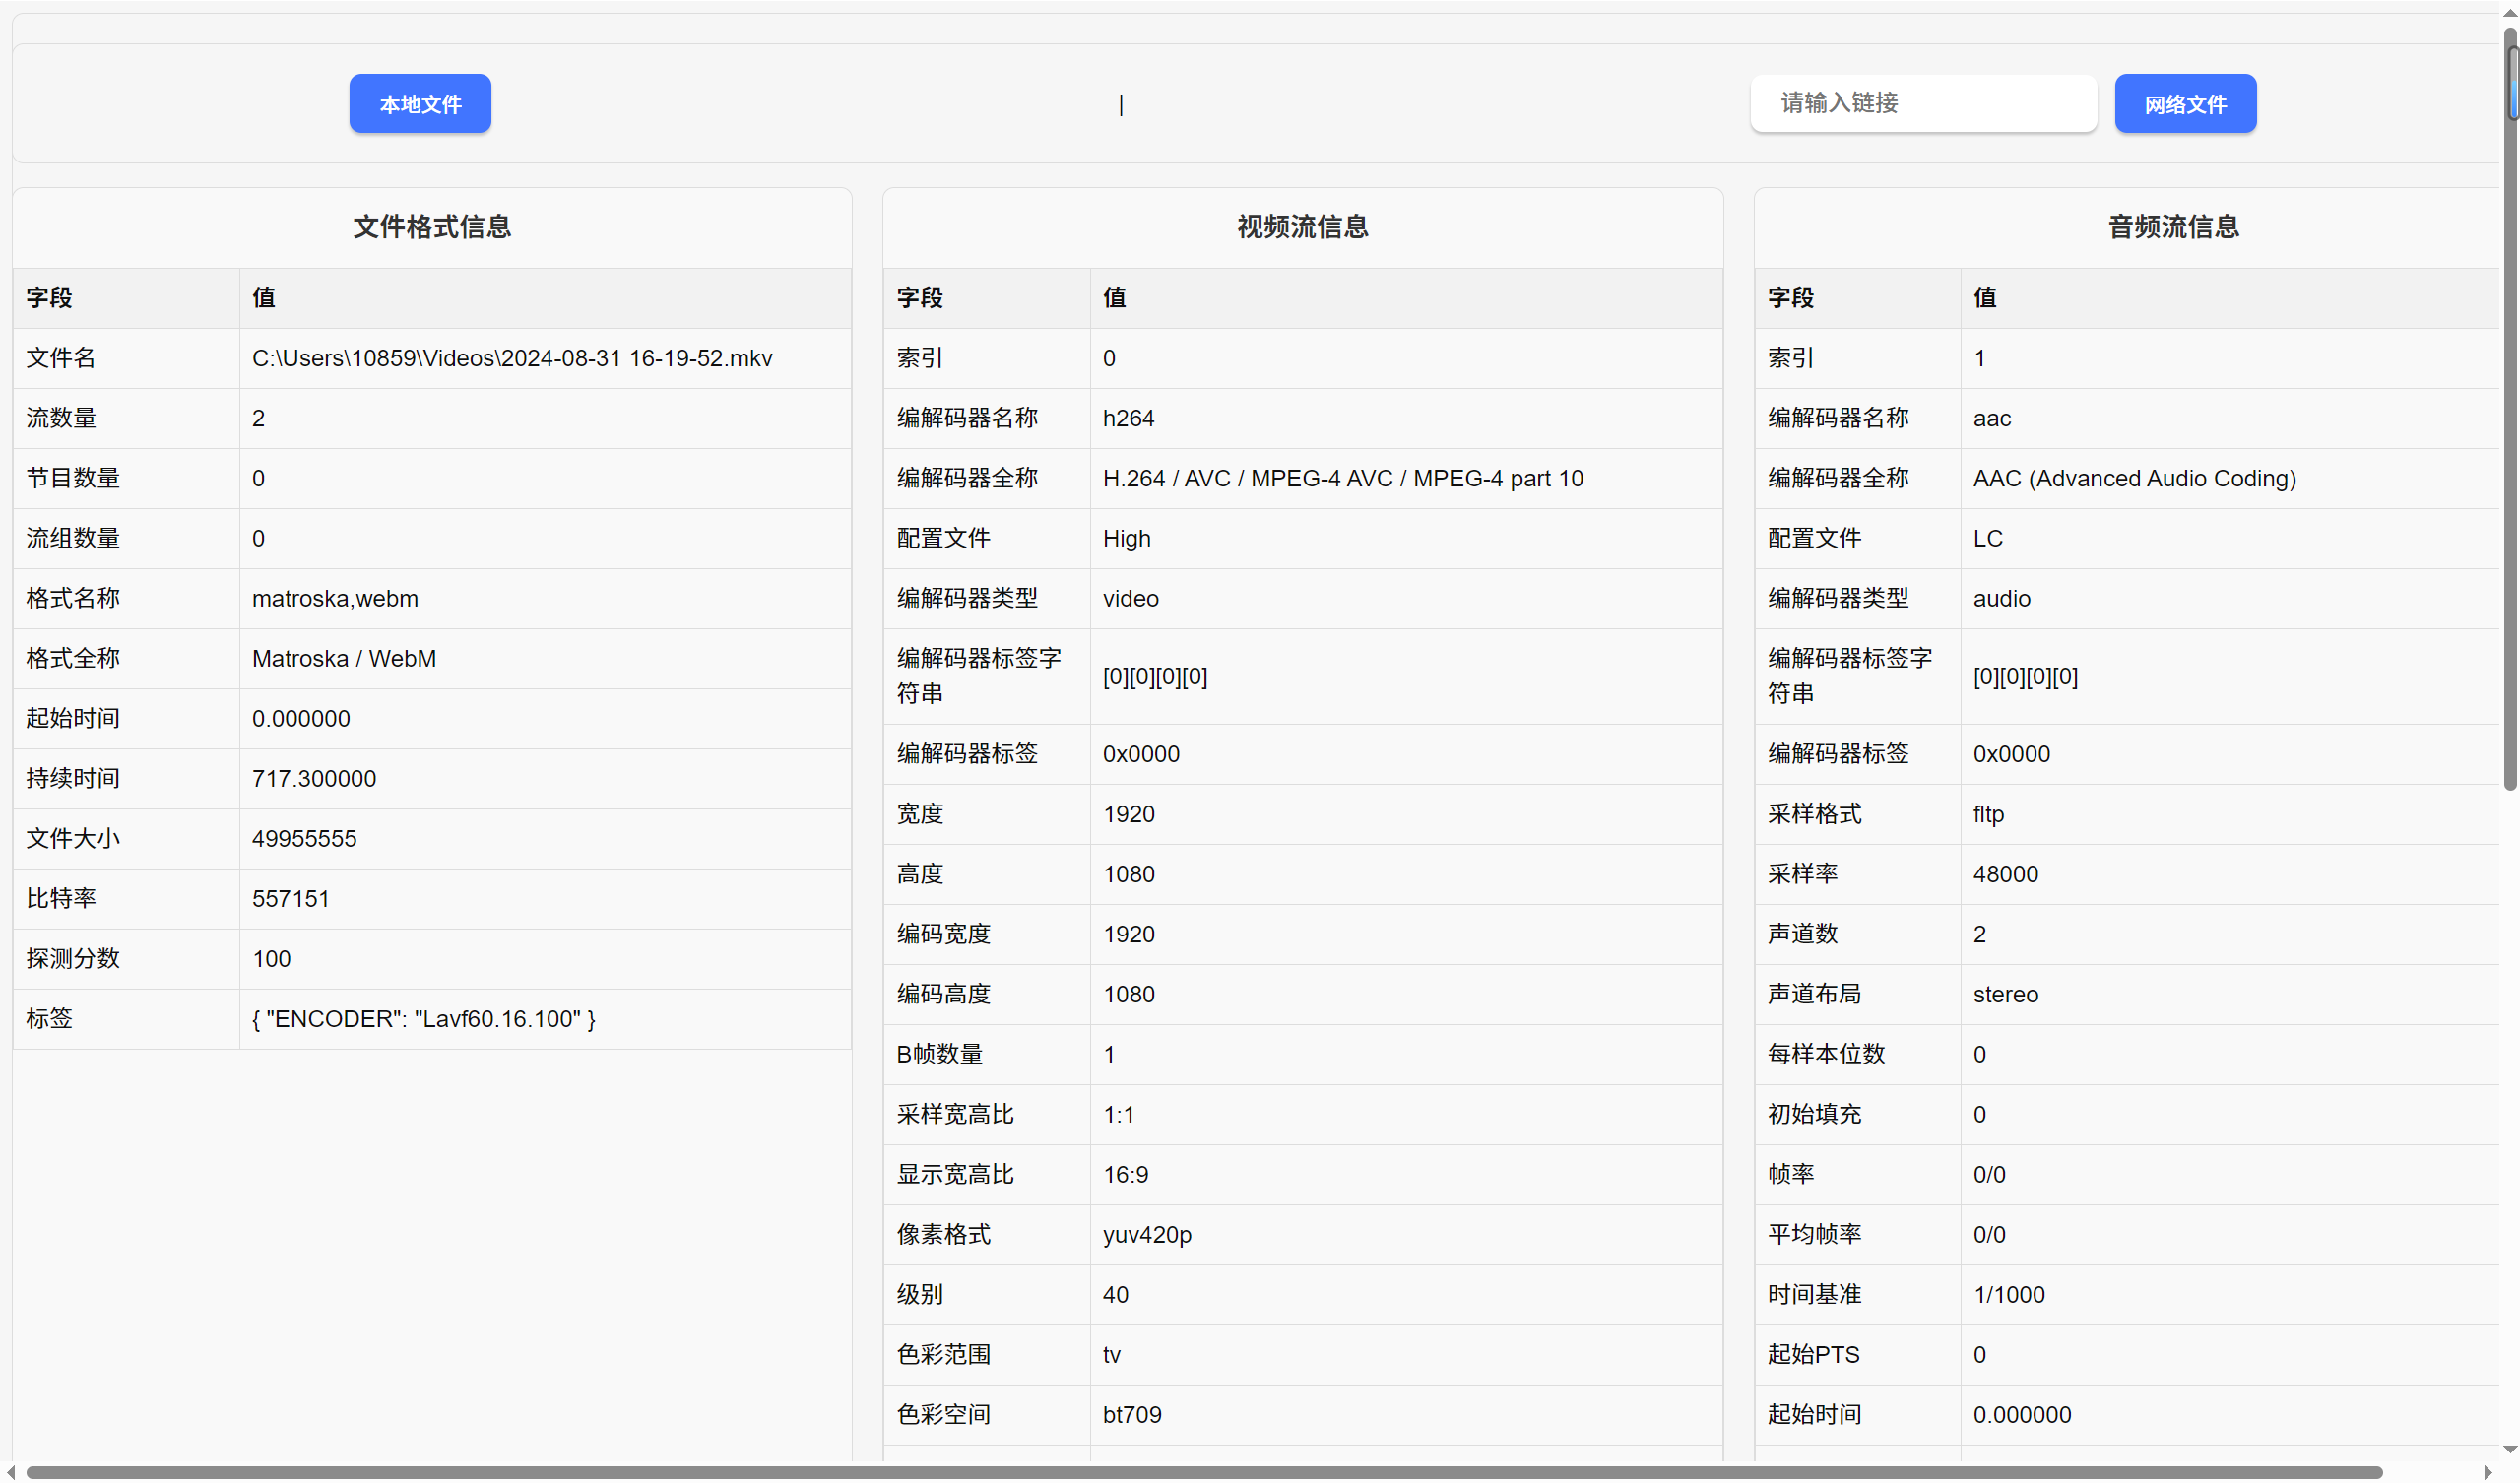 本地文件
|
请输入链接
网络文件
文件格式信息
字段 值
文件名 C:\Users\10859\Videos\2024-08-31 16-19-52.mkv
流数量 2
节目数量 0
流组数量 0
格式名称 matroska,webm
格式全称 Matroska / WebM
起始时间 0.000000
持续时间 717.300000
文件大小 49955555
比特率 557151
探测分数 100
标签 { "ENCODER": "Lavf60.16.100" }
视频流信息
字段 值
索引 0
编解码器名称 h264
编解码器全称 H.264 / AVC / MPEG-4 AVC / MPEG-4 part 10
配置文件 High
编解码器类型 video
编解码器标签字
符串 [0][0][0][0]
编解码器标签 0x0000
宽度 1920
高度 1080
编码宽度 1920
编码高度 1080
B帧数量 1
采样宽高比 1:1
显示宽高比 16:9
像素格式 yuv420p
级别 40
色彩范围 tv
色彩空间 bt709
音频流信息
字段 值
索引 1
编解码器名称 aac
编解码器全称 AAC (Advanced Audio Coding)
配置文件 LC
编解码器类型 audio
编解码器标签字
符串 [0][0][0][0]
编解码器标签 0x0000
采样格式 fltp
采样率 48000
声道数 2
声道布局 stereo
每样本位数 0
初始填充 0
帧率 0/0
平均帧率 0/0
时间基准 1/1000
起始PTS 0
起始时间 0.000000